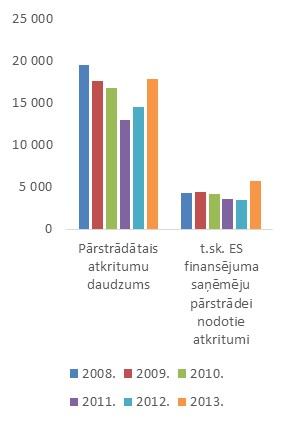 25 000
20 000
15 000
10 000
5 000
0
Pārstrādātais
atkritumu
daudzums
t.sk. ES
finansējuma
saņēmēju
pārstrādei
nodotie
atkritumi
2008. 2009. 2010.
2011. 2012. 2013.